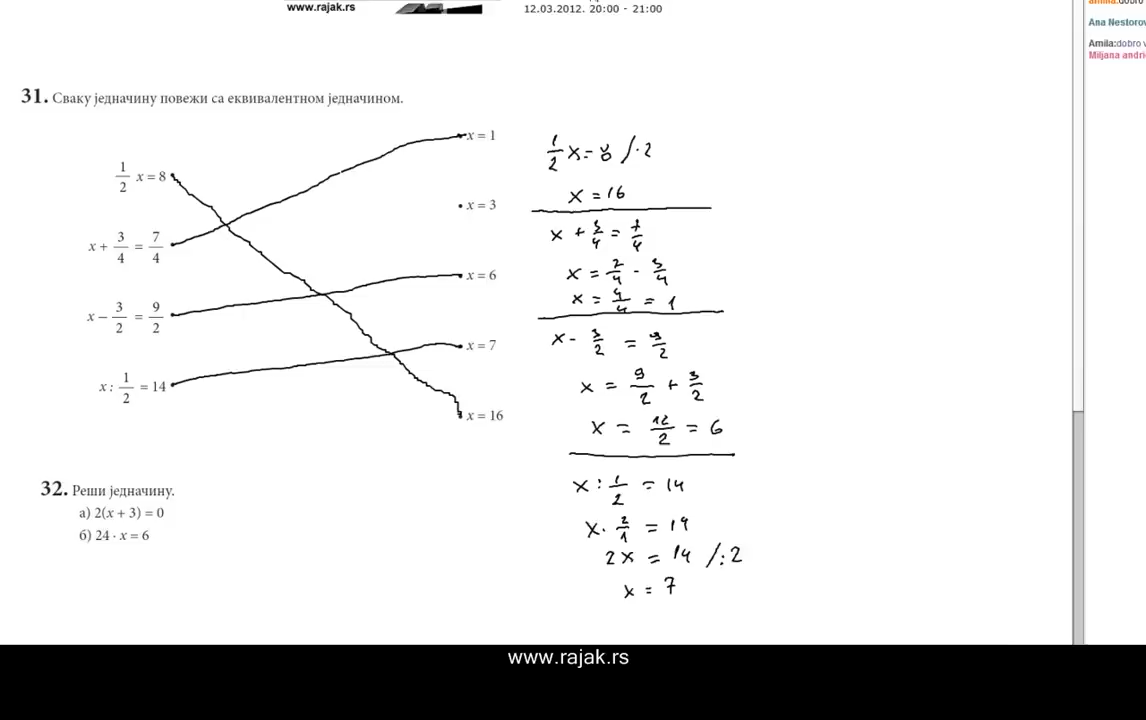 www.rajak.rs
12.03.2012. 20:00 - 21:00
Ana Nestorov
Amila:dobro v
Miljana andri
31. Сваку једначину повежи са еквивалентном једначином.
1/2 x = 8
x + 3/4 = 7/4
x − 3/2 = 9/2
x : 1/2 = 14
x = 1
x = 3
x = 6
x = 7
x = 16
1/2 x = 8 /·2
x = 16
x + 3/4 = 7/4
x = 7/4 - 3/4
x = 4/4 = 1
x - 3/2 = 9/2
x = 9/2 + 3/2
x = 12/2 = 6
x : 1/2 = 14
x · 2/1 = 14
2x = 14 /:2
x = 7
32. Реши једначину.
а) 2(x + 3) = 0
б) 24 · x = 6
www.rajak.rs